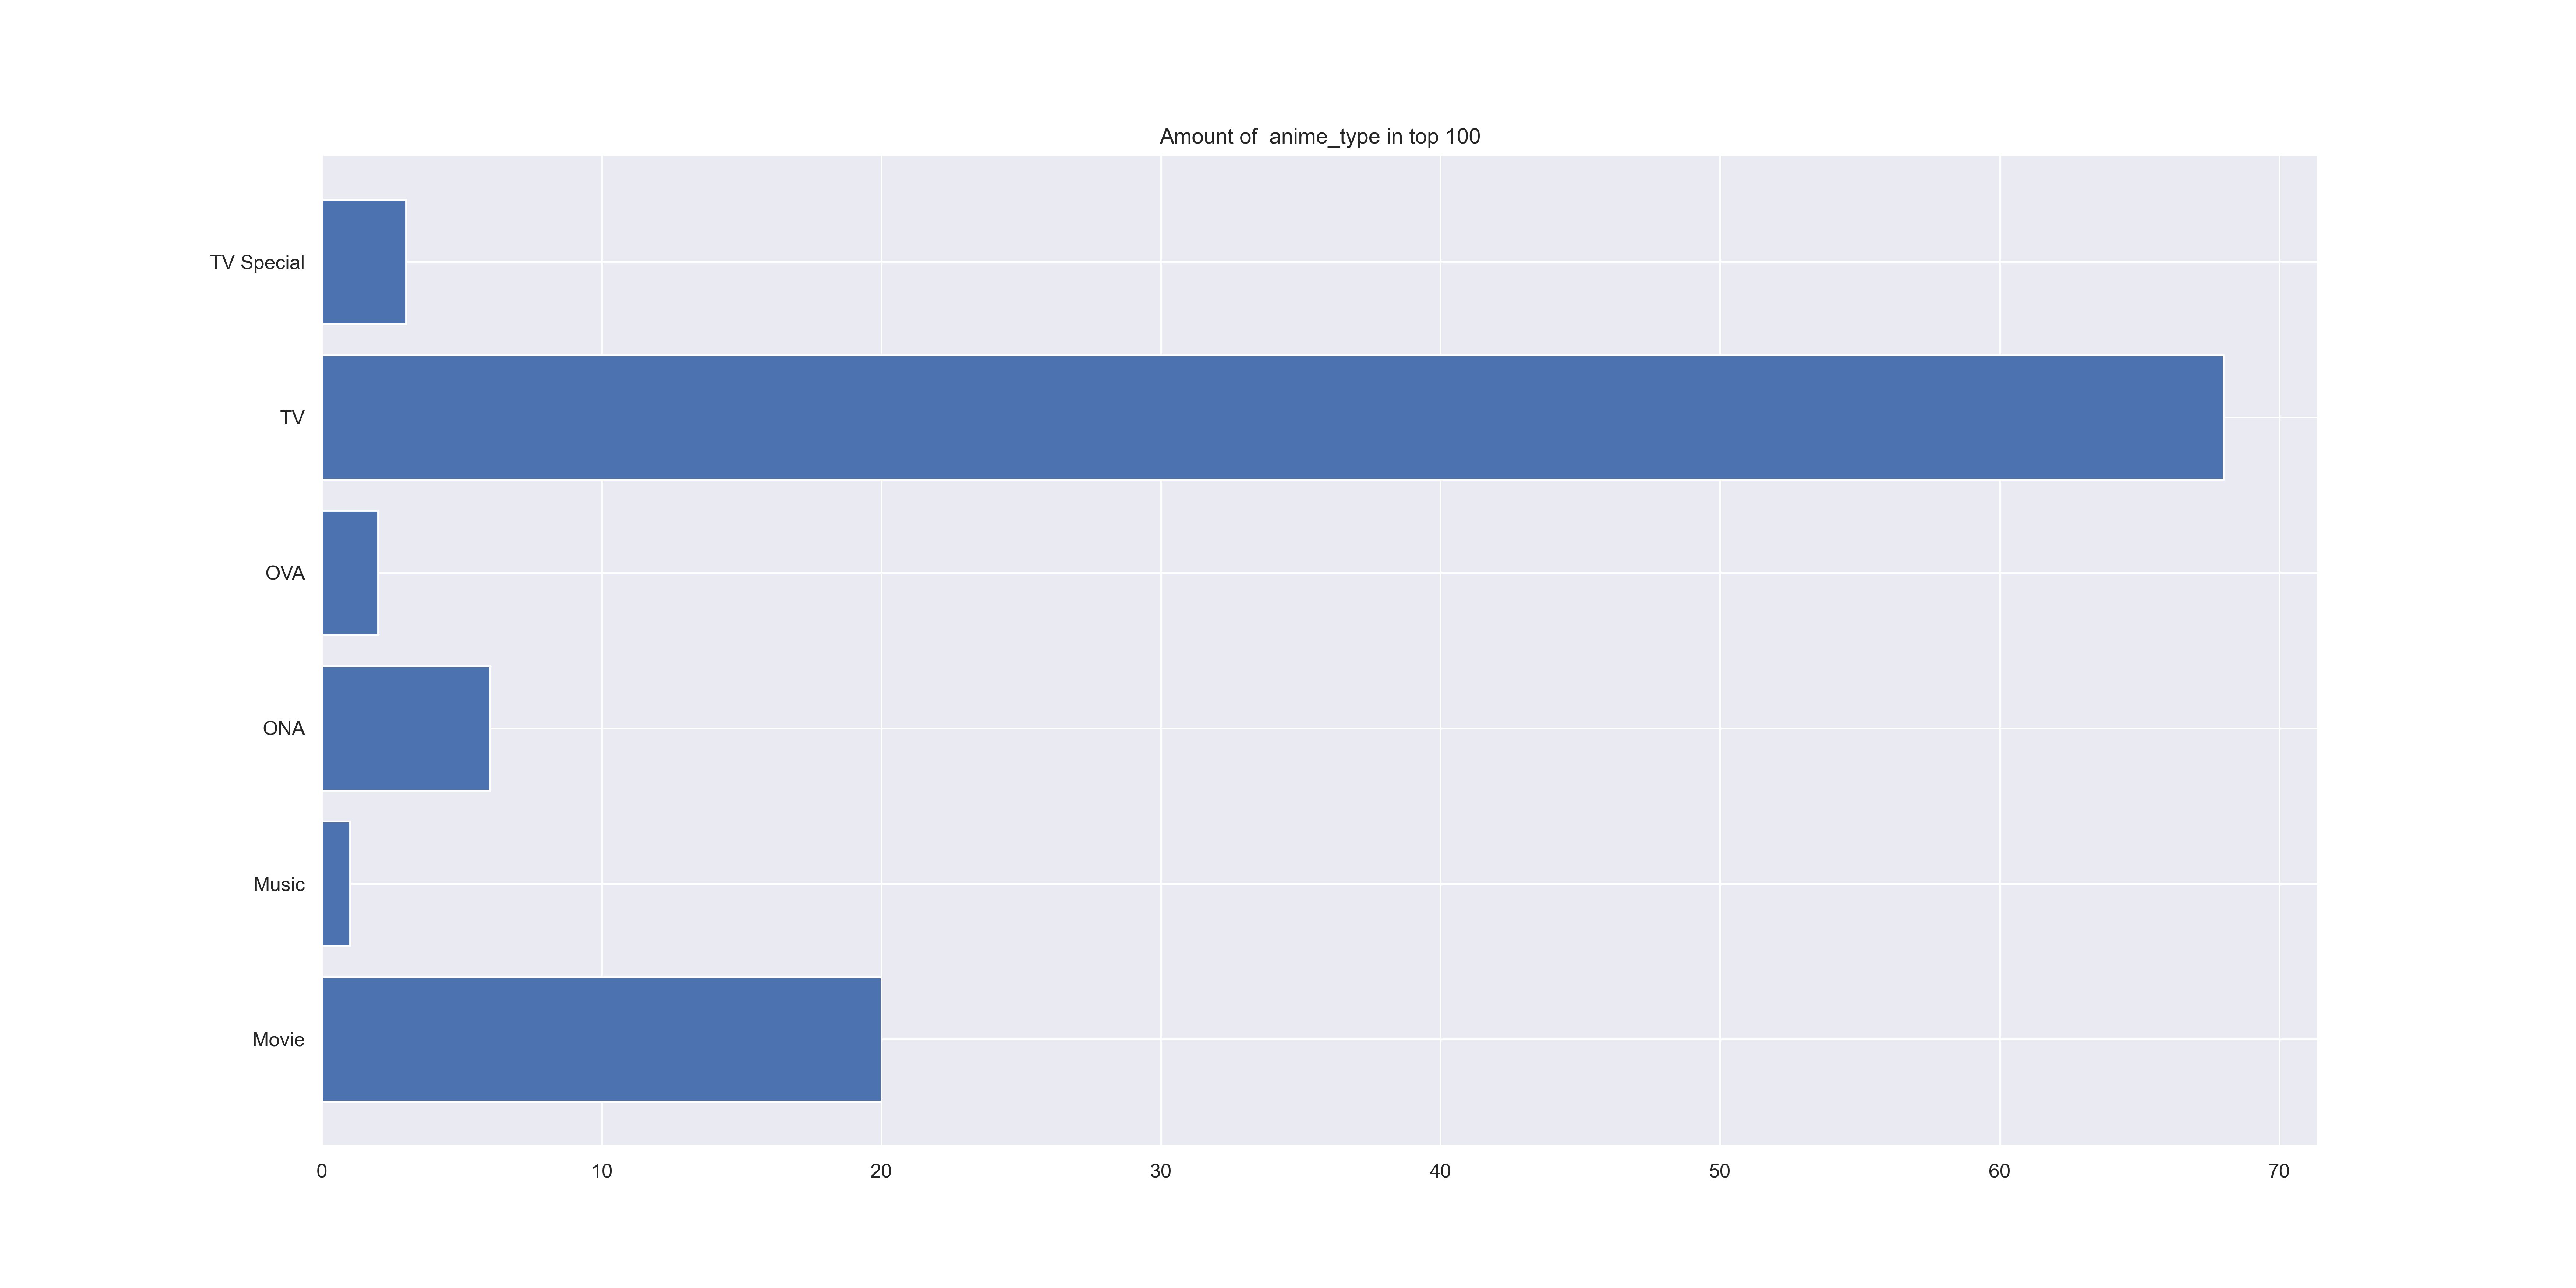 Amount of  anime_type in top 100
TV Special
TV
OVA
ONA
Music
Movie
0 10 20 30 40 50 60 70